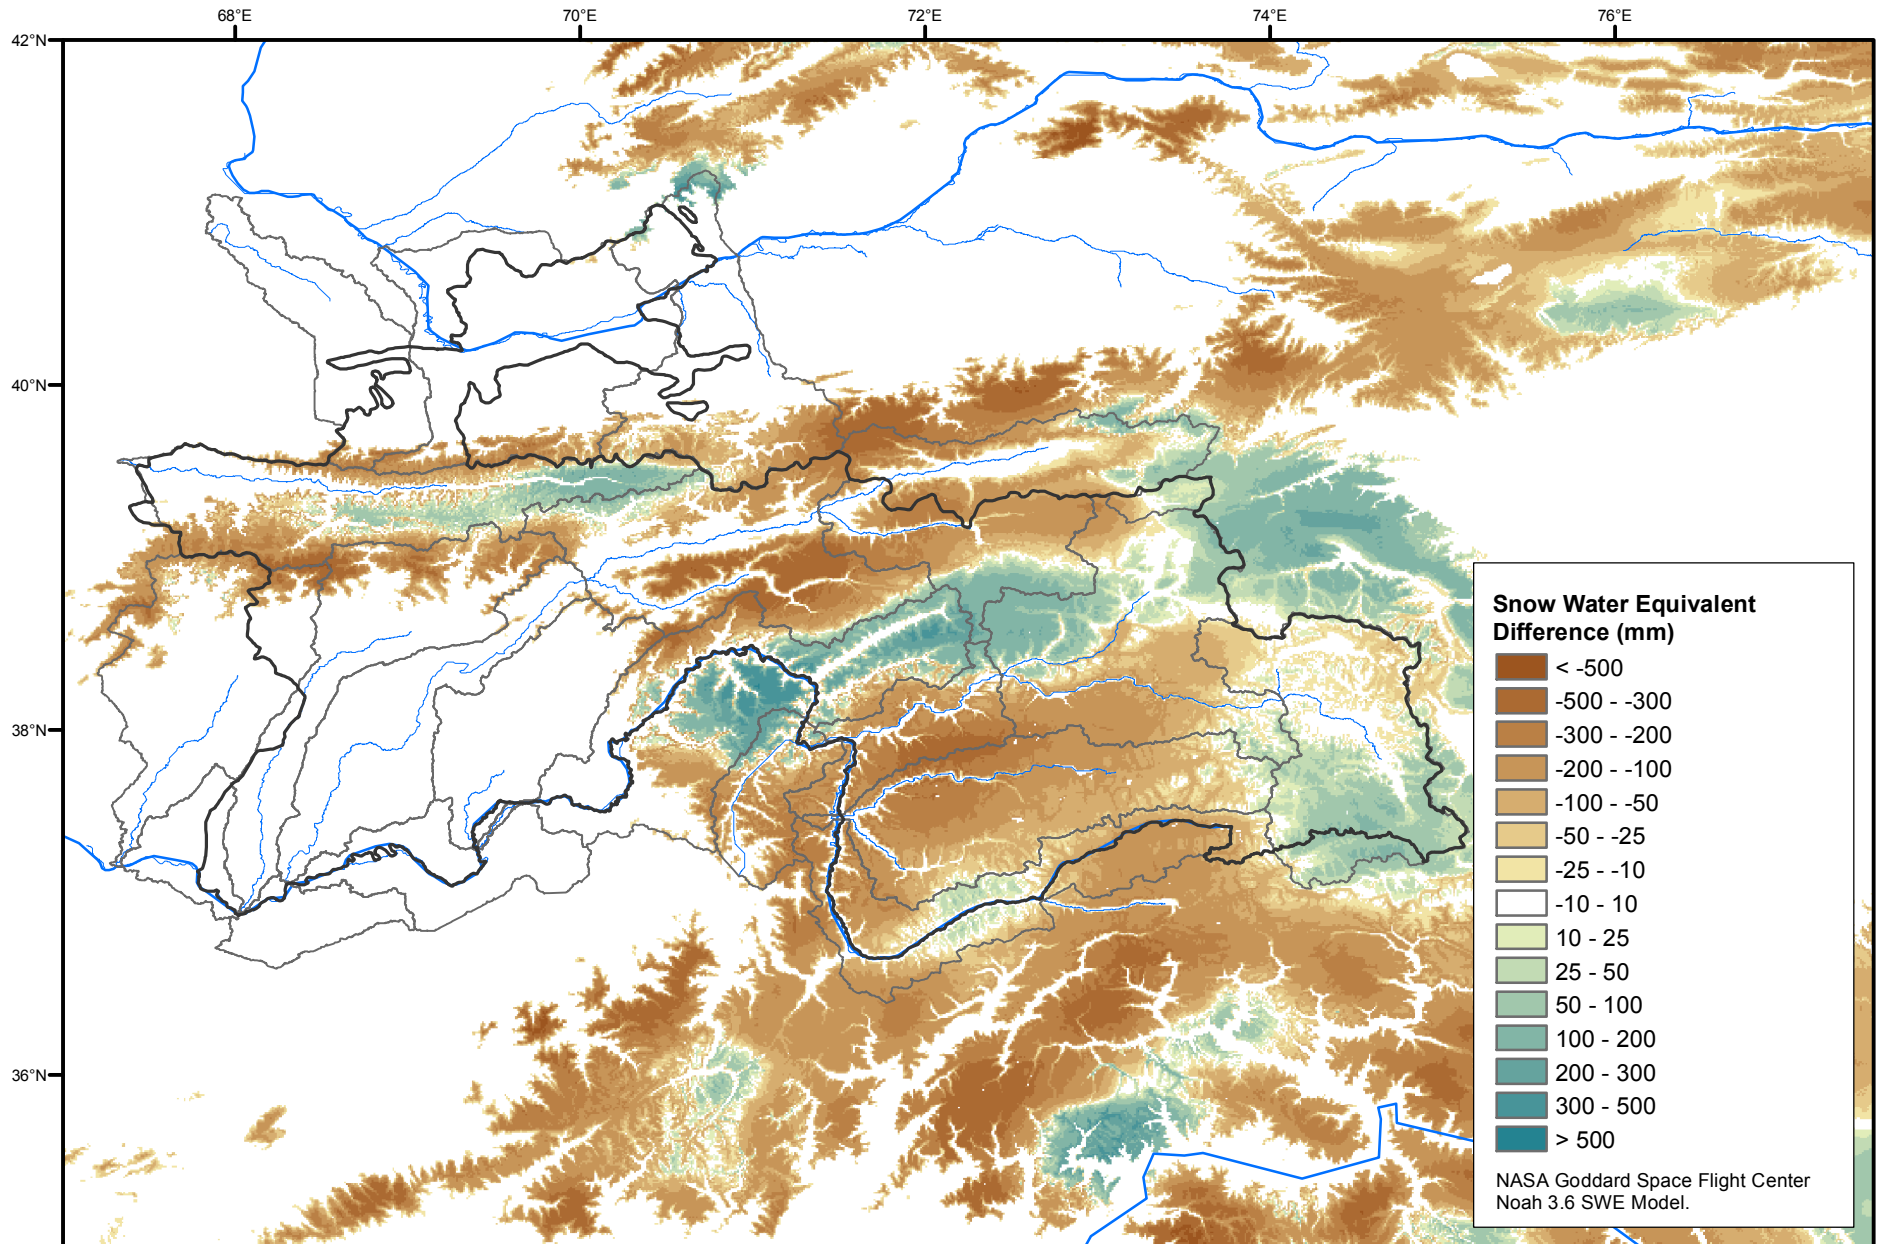 68°E 70°E 72°E 74°E 76°E
42°N
40°N
38°N
36°N
Snow Water Equivalent
Difference (mm)
< -500
-500 - -300
-300 - -200
-200 - -100
-100 - -50
-50 - -25
-25 - -10
-10 - 10
10 - 25
25 - 50
50 - 100
100 - 200
200 - 300
300 - 500
> 500
NASA Goddard Space Flight Center
Noah 3.6 SWE Model.